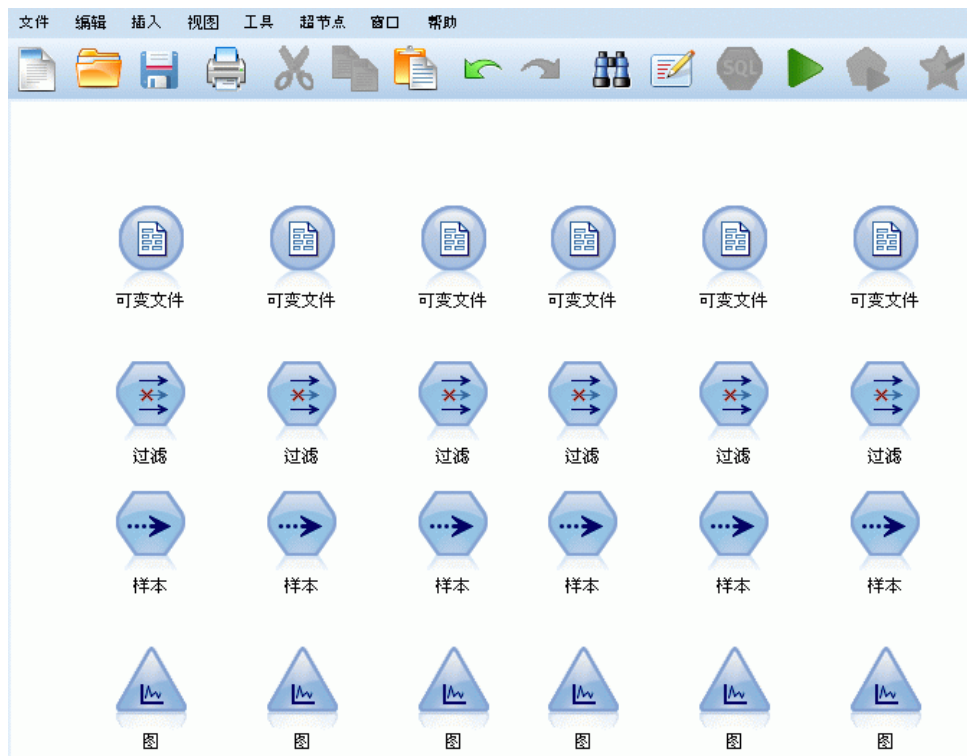 文件 编辑 插入 视图 工具 超节点 窗口 帮助
SQL
可变文件 可变文件 可变文件 可变文件 可变文件 可变文件
过滤 过滤 过滤 过滤 过滤 过滤
样本 样本 样本 样本 样本 样本
图 图 图 图 图 图